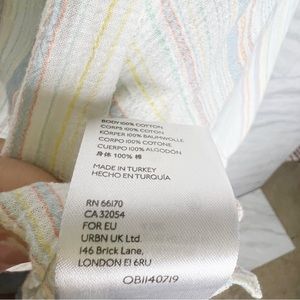 BODY 100% COTTON
CORPS 100% COTON
KÖRPER 100% BAUMWOLLE
CORPO 100% COTONE
CUERPO 100% ALGODÓN
身体 100% 棉
MADE IN TURKEY
HECHO EN TURQUÍA
RN 66170
CA 32054
FOR EU
URBN UK Ltd.
146 Brick Lane,
LONDON E1 6RU
OB1140719